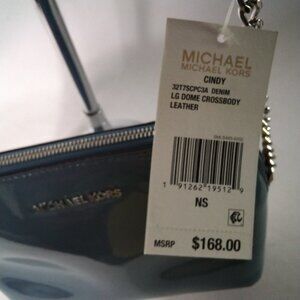 MICHAEL
MICHAEL KORS
CINDY
32T7SCPC3A DENIM
LG DOME CROSSBODY
LEATHER
1 91262 19512 9
NS
MSRP $168.00
MICHAEL KORS